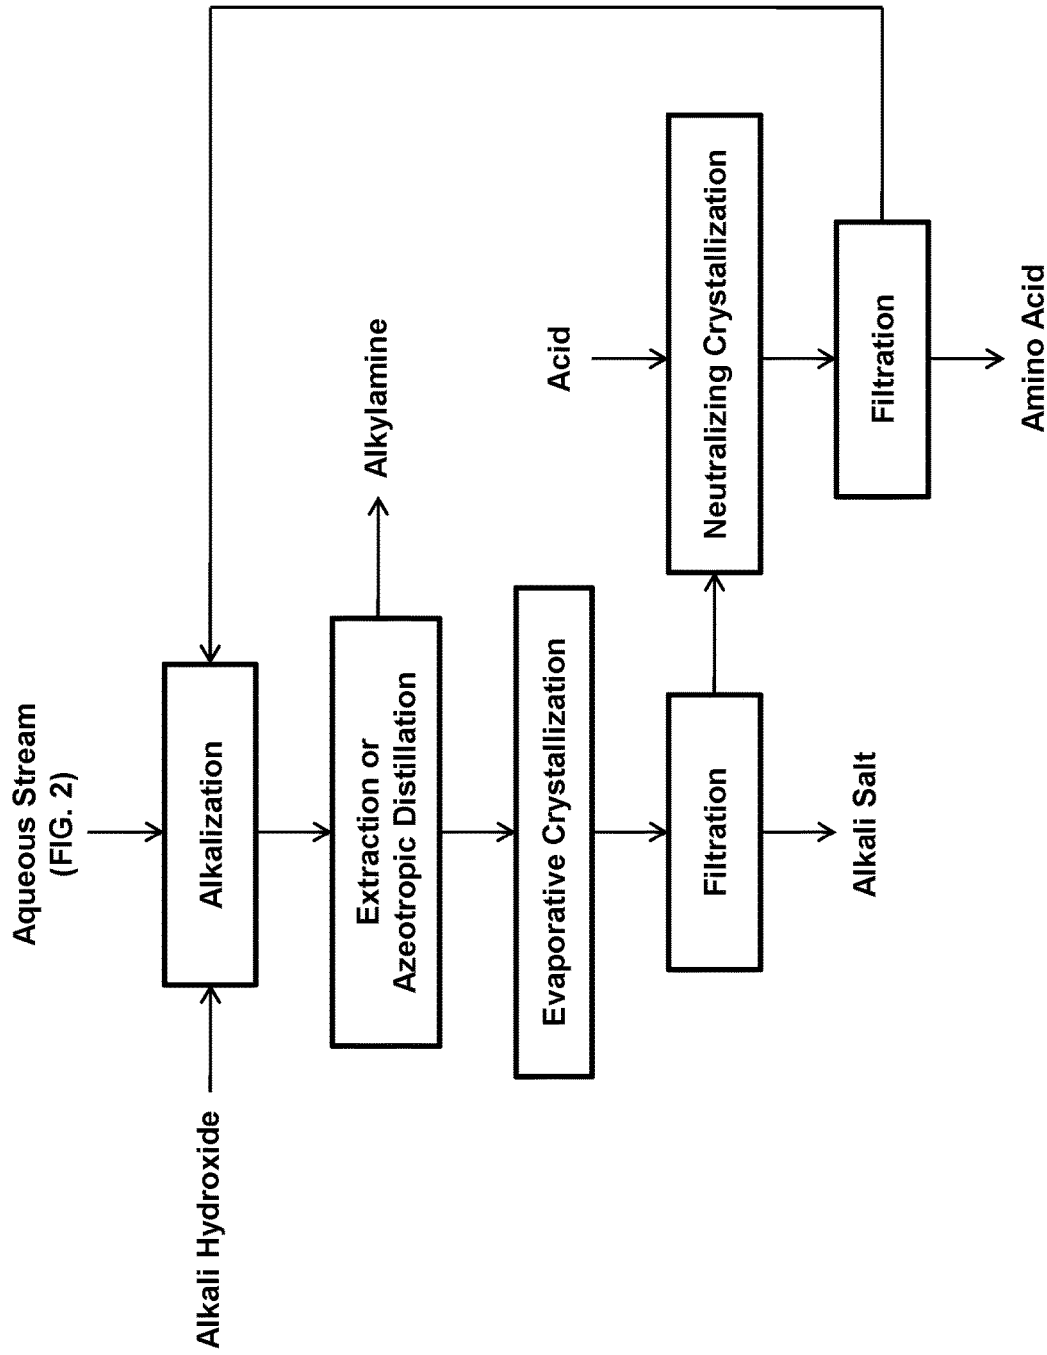 Aqueous Stream
(FIG. 2)
Alkali Hydroxide
Alkalization
Extraction or
Azeotropic Distillation
Alkylamine
Evaporative Crystallization
Filtration
Alkali Salt
Acid
Neutralizing Crystallization
Filtration
Amino Acid